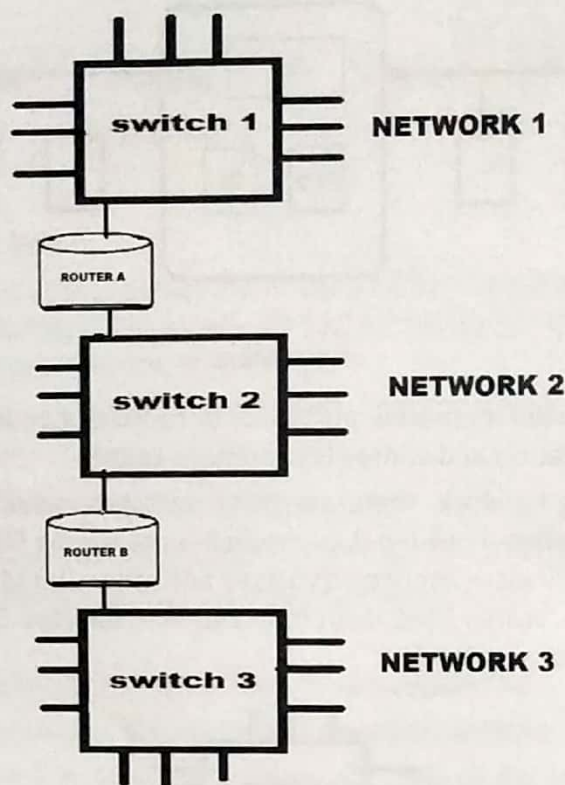 switch 1
NETWORK 1
ROUTER A
switch 2
NETWORK 2
ROUTER B
switch 3
NETWORK 3